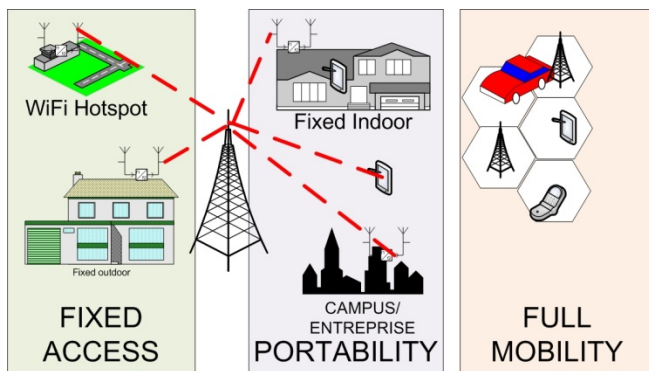 WiFi Hotspot
Fixed outdoor
FIXED
ACCESS
Fixed Indoor
CAMPUS/
ENTREPRISE
PORTABILITY
FULL
MOBILITY